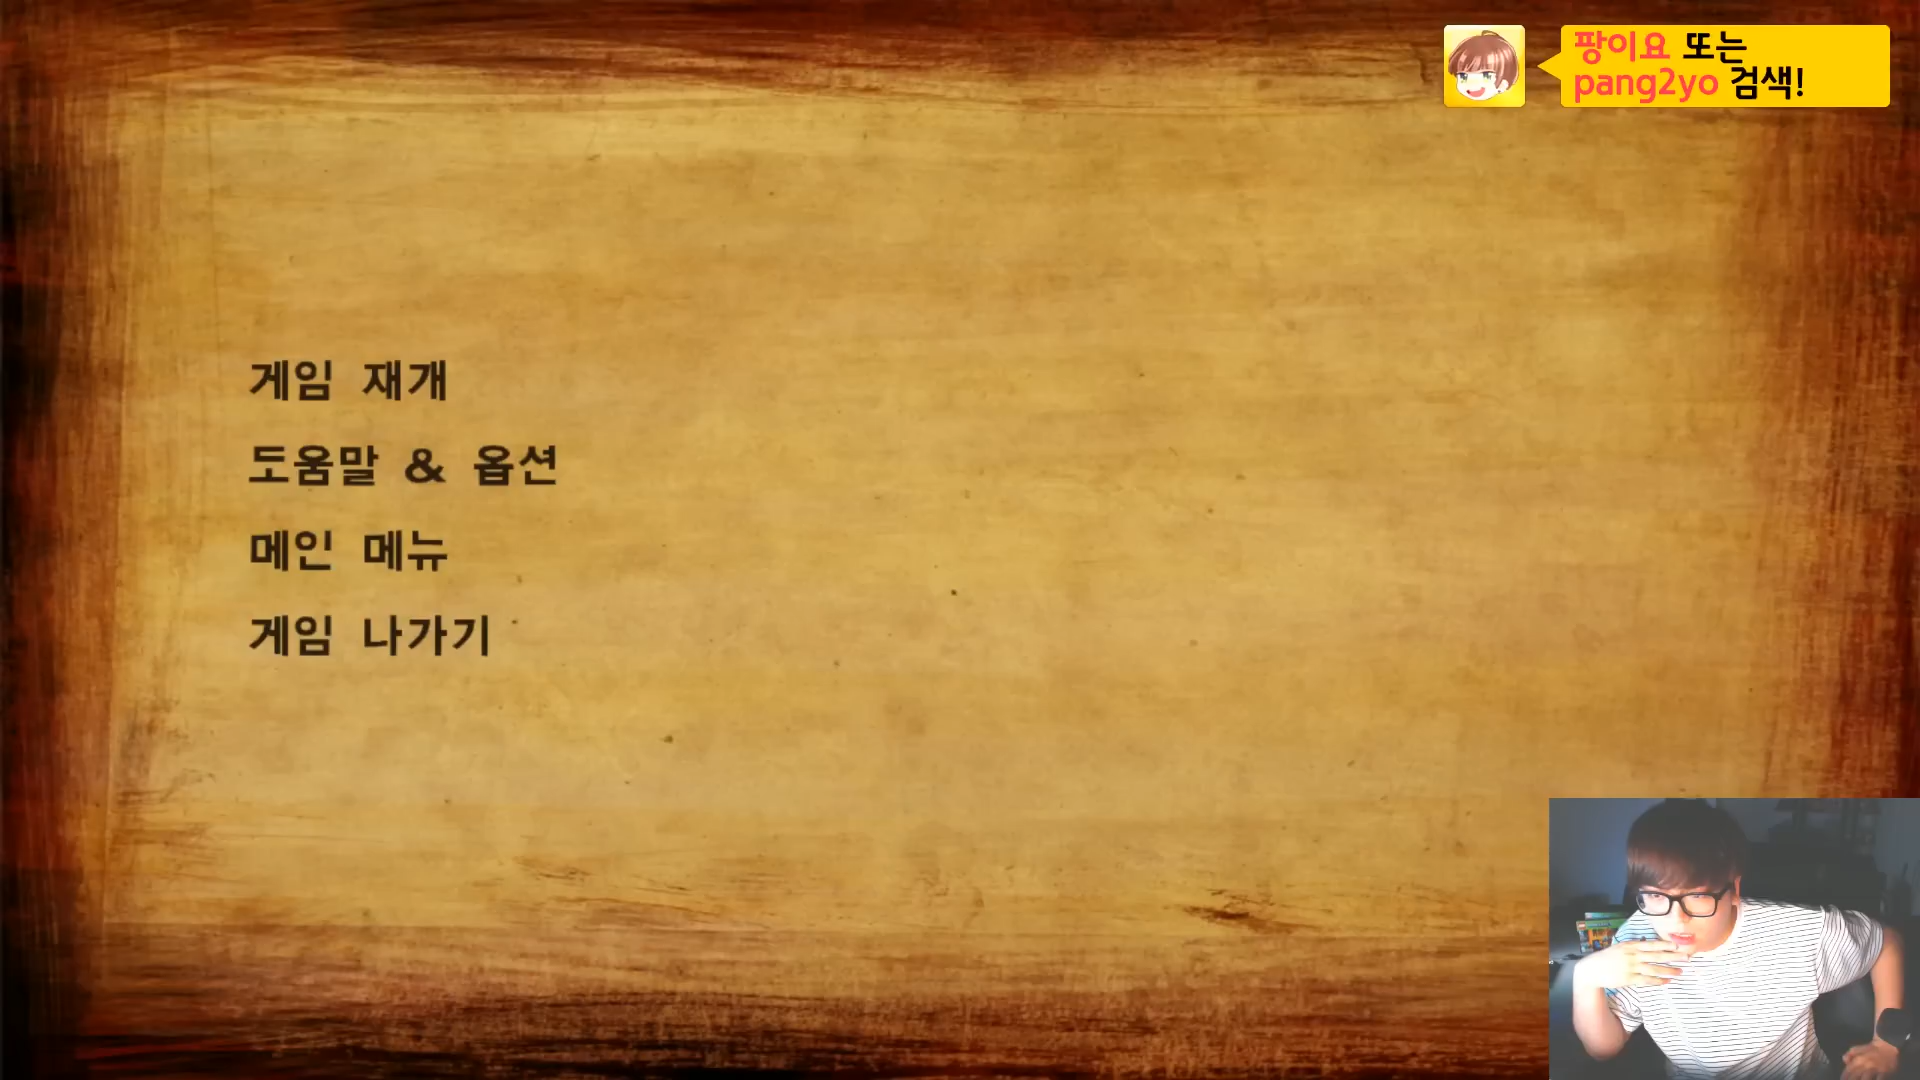 팡이요 또는
pang2yo 검색!
게임 재개
도움말 & 옵션
메인 메뉴
게임 나가기